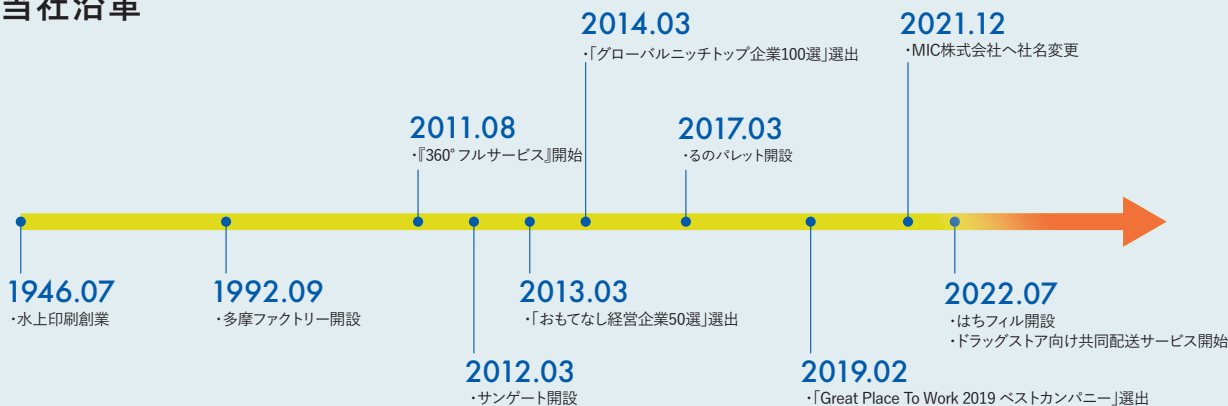 当社沿革
1946.07
・水上印刷創業
1992.09
・多摩ファクトリー開設
2011.08
・『360°フルサービス』開始
2012.03
・サンゲート開設
2013.03
・「おもてなし経営企業50選」選出
2014.03
・「グローバルニッチトップ企業100選」選出
2017.03
・るのパレット開設
2019.02
・「Great Place To Work 2019 ベストカンパニー」選出
2021.12
・MIC株式会社へ社名変更
2022.07
・はちフィル開設
・ドラッグストア向け共同配送サービス開始